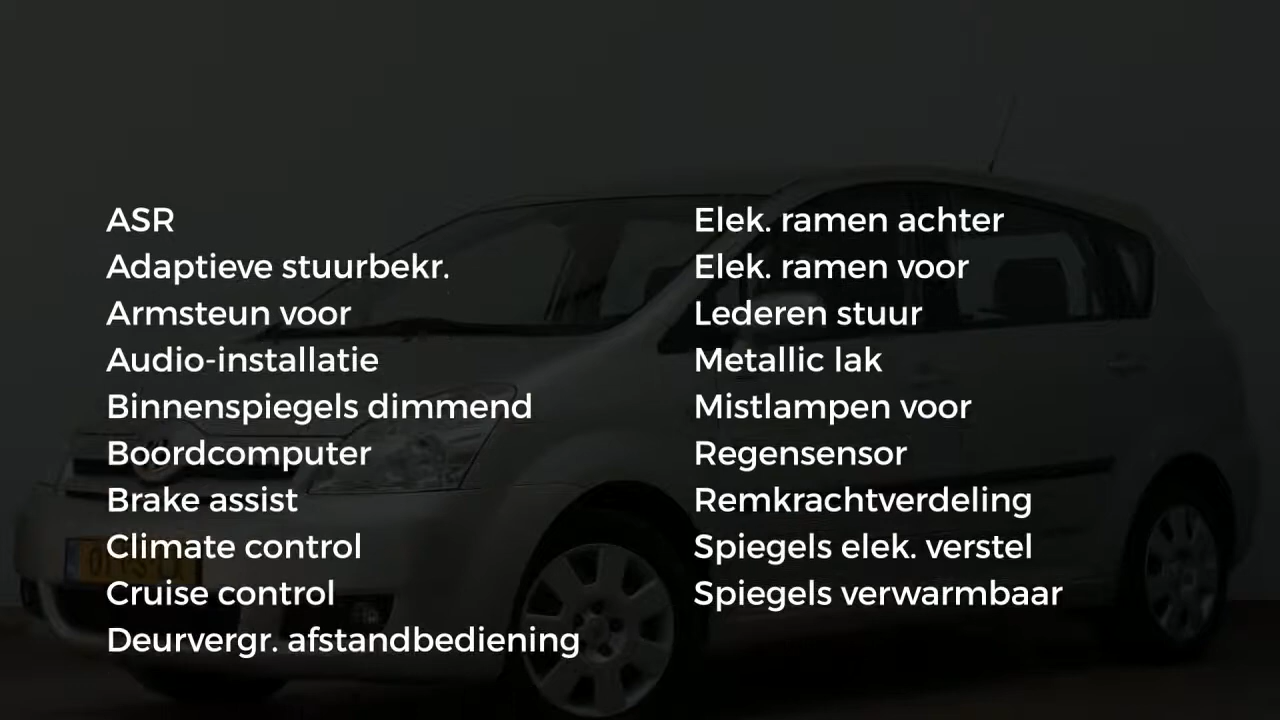 ASR
Adaptieve stuurbekr.
Armsteun voor
Audio-installatie
Binnenspiegels dimmend
Boordcomputer
Brake assist
Climate control
Cruise control
Deurvergr. afstandbediening
Elek. ramen achter
Elek. ramen voor
Lederen stuur
Metallic lak
Mistlampen voor
Regensensor
Remkrachtverdeling
Spiegels elek. verstel
Spiegels verwarmbaar